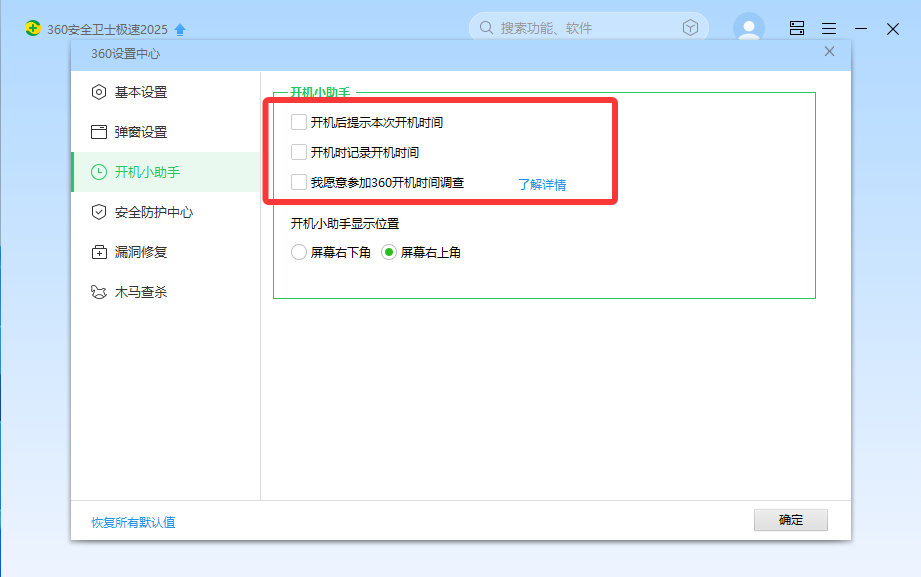 360安全卫士极速2025
搜索功能、软件
360设置中心
基本设置
弹窗设置
开机小助手
安全防护中心
漏洞修复
木马查杀
开机小助手
开机后提示本次开机时间
开机时记录开机时间
我愿意参加360开机时间调查 了解详情
开机小助手显示位置
屏幕右下角 屏幕右上角
恢复所有默认值
确定